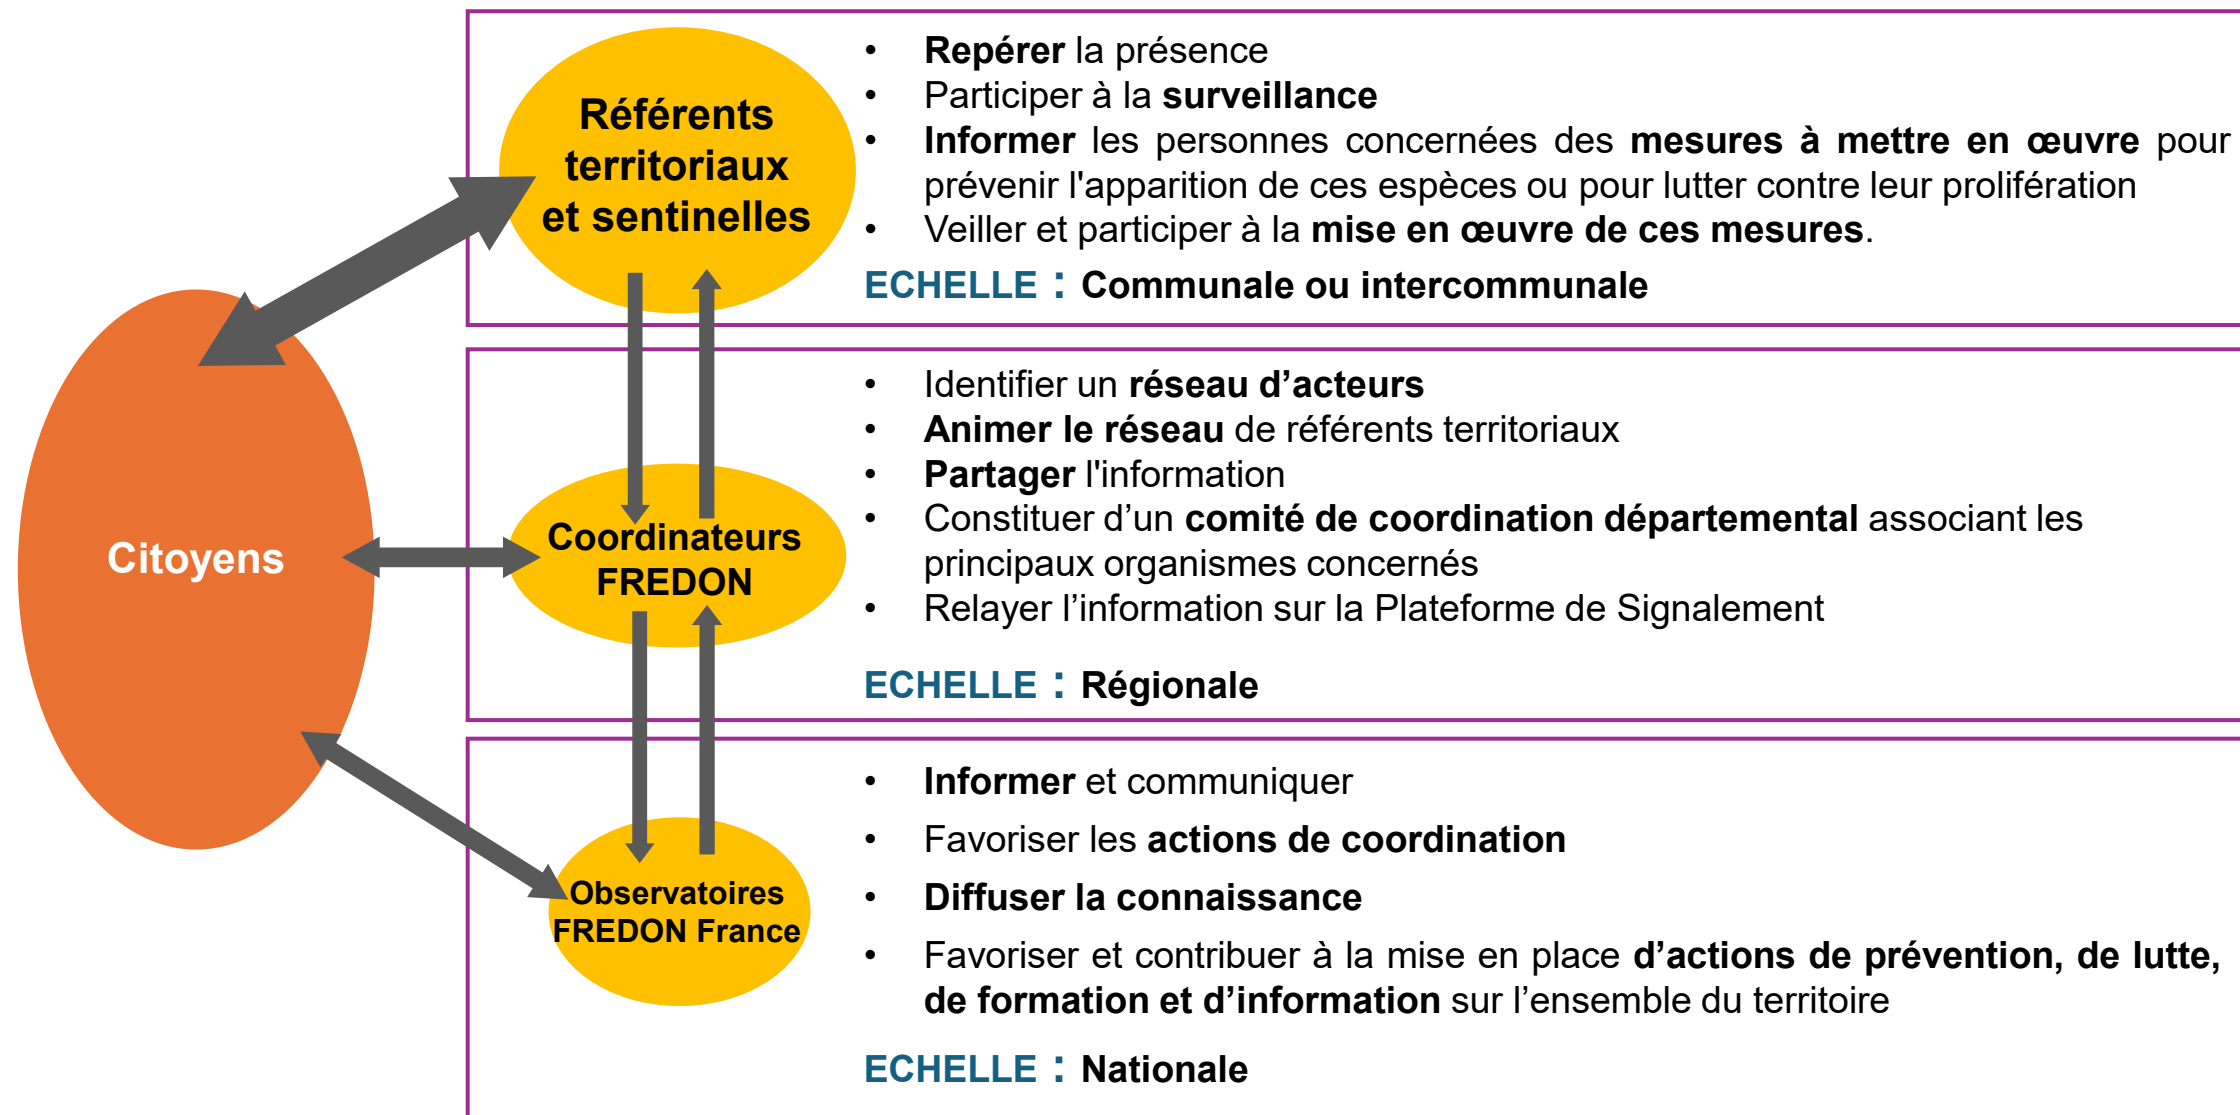 Citoyens
Référents
territoriaux
et sentinelles
• Repérer la présence
• Participer à la surveillance
• Informer les personnes concernées des mesures à mettre en œuvre pour
prévenir l'apparition de ces espèces ou pour lutter contre leur prolifération
• Veiller et participer à la mise en œuvre de ces mesures.
ECHELLE : Communale ou intercommunale
Coordinateurs
FREDON
• Identifier un réseau d’acteurs
• Animer le réseau de référents territoriaux
• Partager l'information
• Constituer d’un comité de coordination départemental associant les
principaux organismes concernés
• Relayer l’information sur la Plateforme de Signalement
ECHELLE : Régionale
Observatoires
FREDON France
• Informer et communiquer
• Favoriser les actions de coordination
• Diffuser la connaissance
• Favoriser et contribuer à la mise en place d’actions de prévention, de lutte,
de formation et d’information sur l’ensemble du territoire
ECHELLE : Nationale